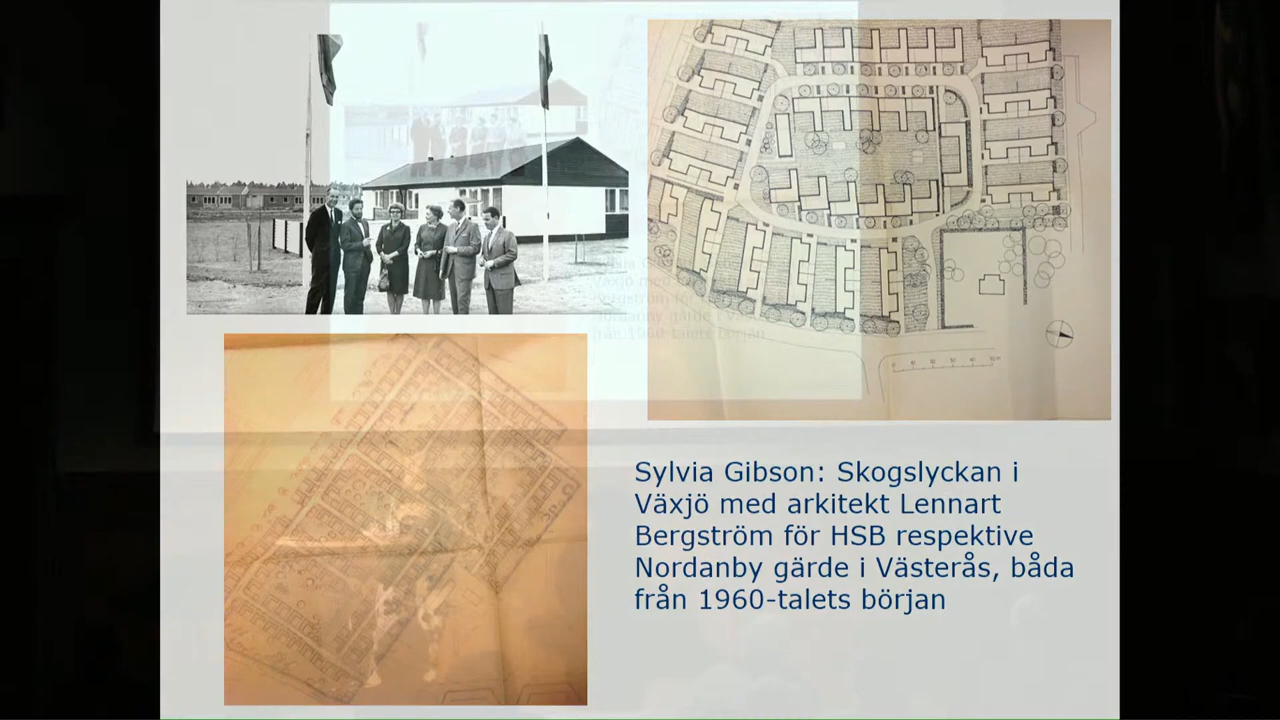 Sylvia Gibson: Skogslyckan i
Växjö med arkitekt Lennart
Bergström för HSB respektive
Nordanby gärde i Västerås, båda
från 1960-talets början